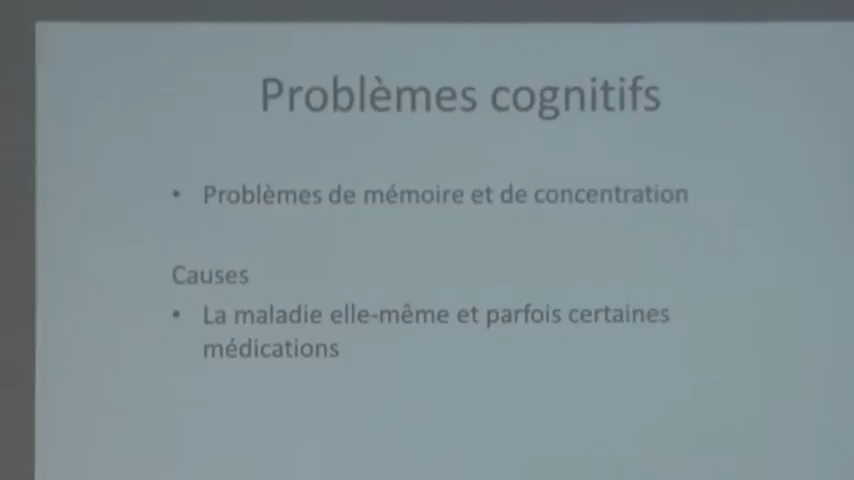 Problèmes cognitifs
• Problèmes de mémoire et de concentration
Causes
• La maladie elle-même et parfois certaines
médications